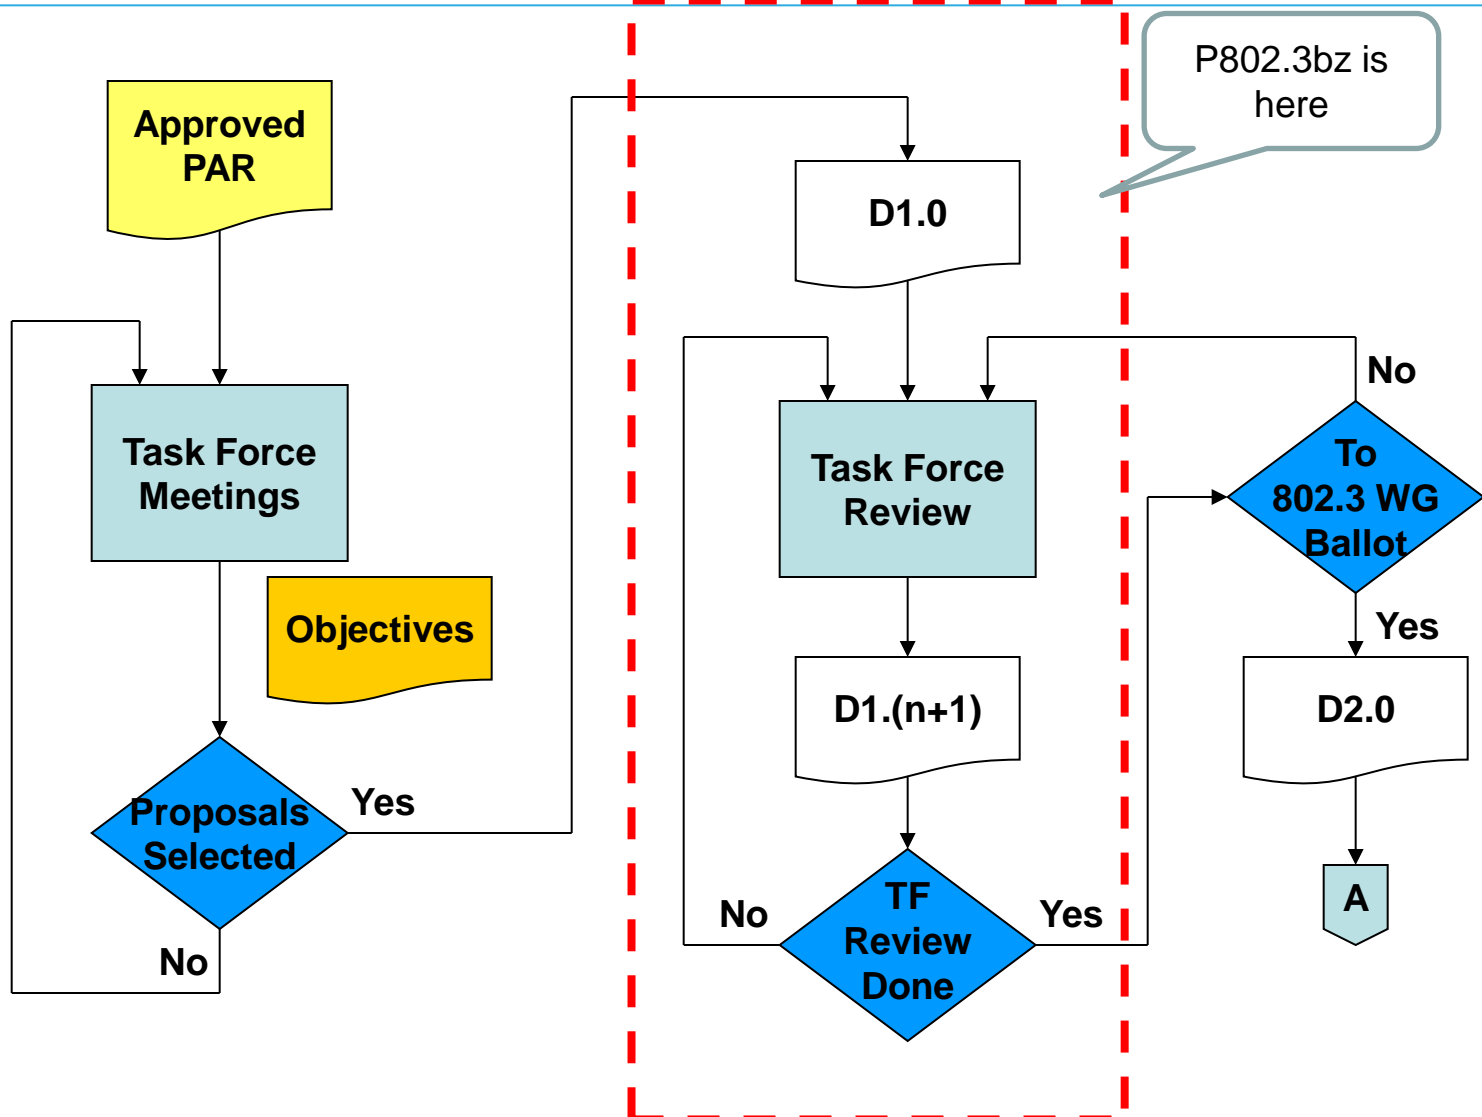 Approved
PAR
Task Force
Meetings
Objectives
Proposals
Selected
Yes
No
D1.0
Task Force
Review
D1.(n+1)
TF
Review
Done
No
Yes
P802.3bz is
here
No
To
802.3 WG
Ballot
Yes
D2.0
A